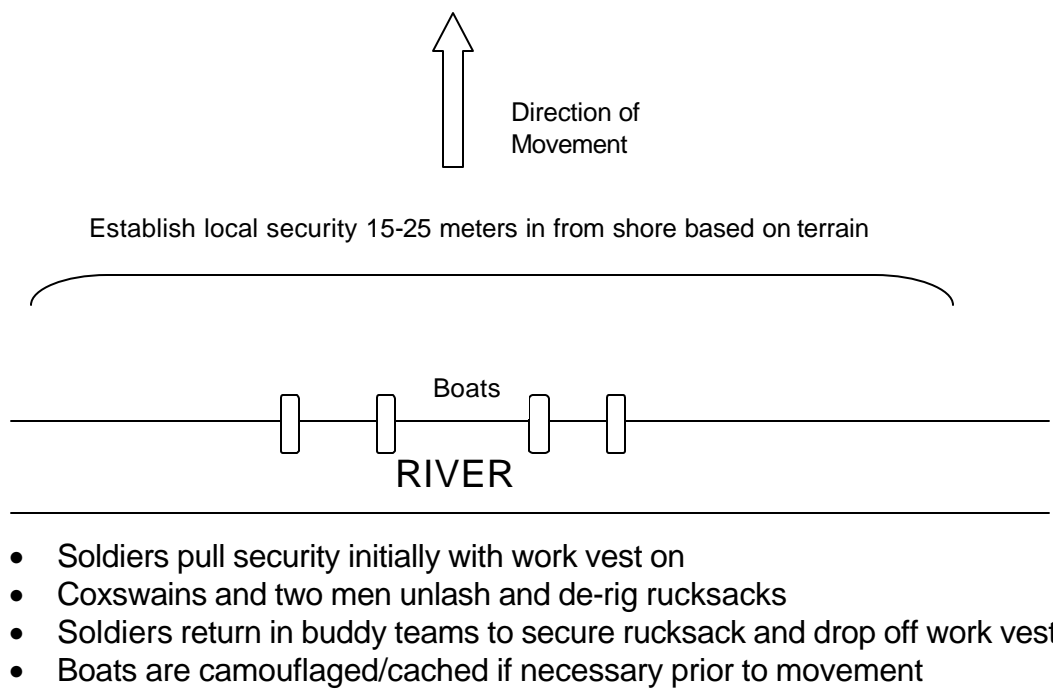 Direction of
Movement
Establish local security 15-25 meters in from shore based on terrain
Boats
RIVER
• Soldiers pull security initially with work vest on
• Coxswains and two men unlash and de-rig rucksacks
• Soldiers return in buddy teams to secure rucksack and drop off work vest
• Boats are camouflaged/cached if necessary prior to movement